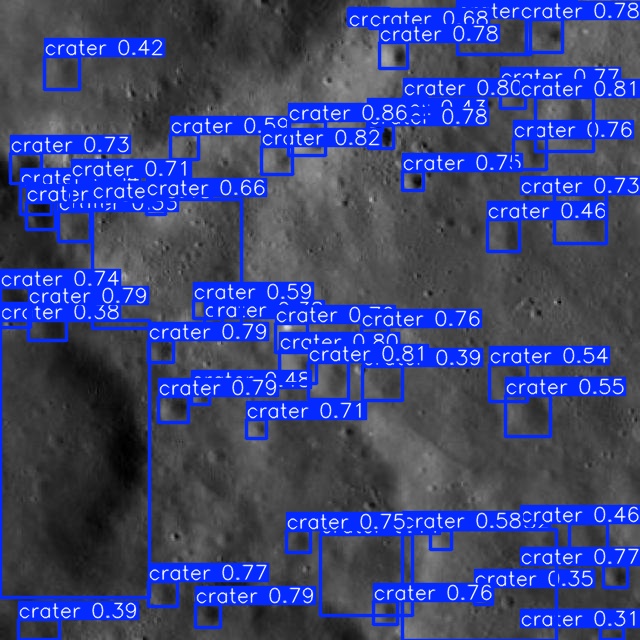 crater 0.78
0.68
crater 0.78
crater 0.42
0.77
crater 0.80
crater 0.81
crater 0.86
0.78
crater 0.59
crater 0.76
crater 0.82
crater 0.73
crater 0.75
crater 0.71
crater 0.73
crater 0.66
crater 0.46
crater 0.74
crater 0.59
crater 0.79
0.38
crater 0.76
crater 0.79
crater 0.80
crater 0.81
0.39
crater 0.54
crater 0.79
0.48
crater 0.55
crater 0.71
crater 0.46
crater 0.75
0.58
crater 0.77
crater 0.77
crater 0.35
crater 0.79
crater 0.76
crater 0.39
crater 0.31